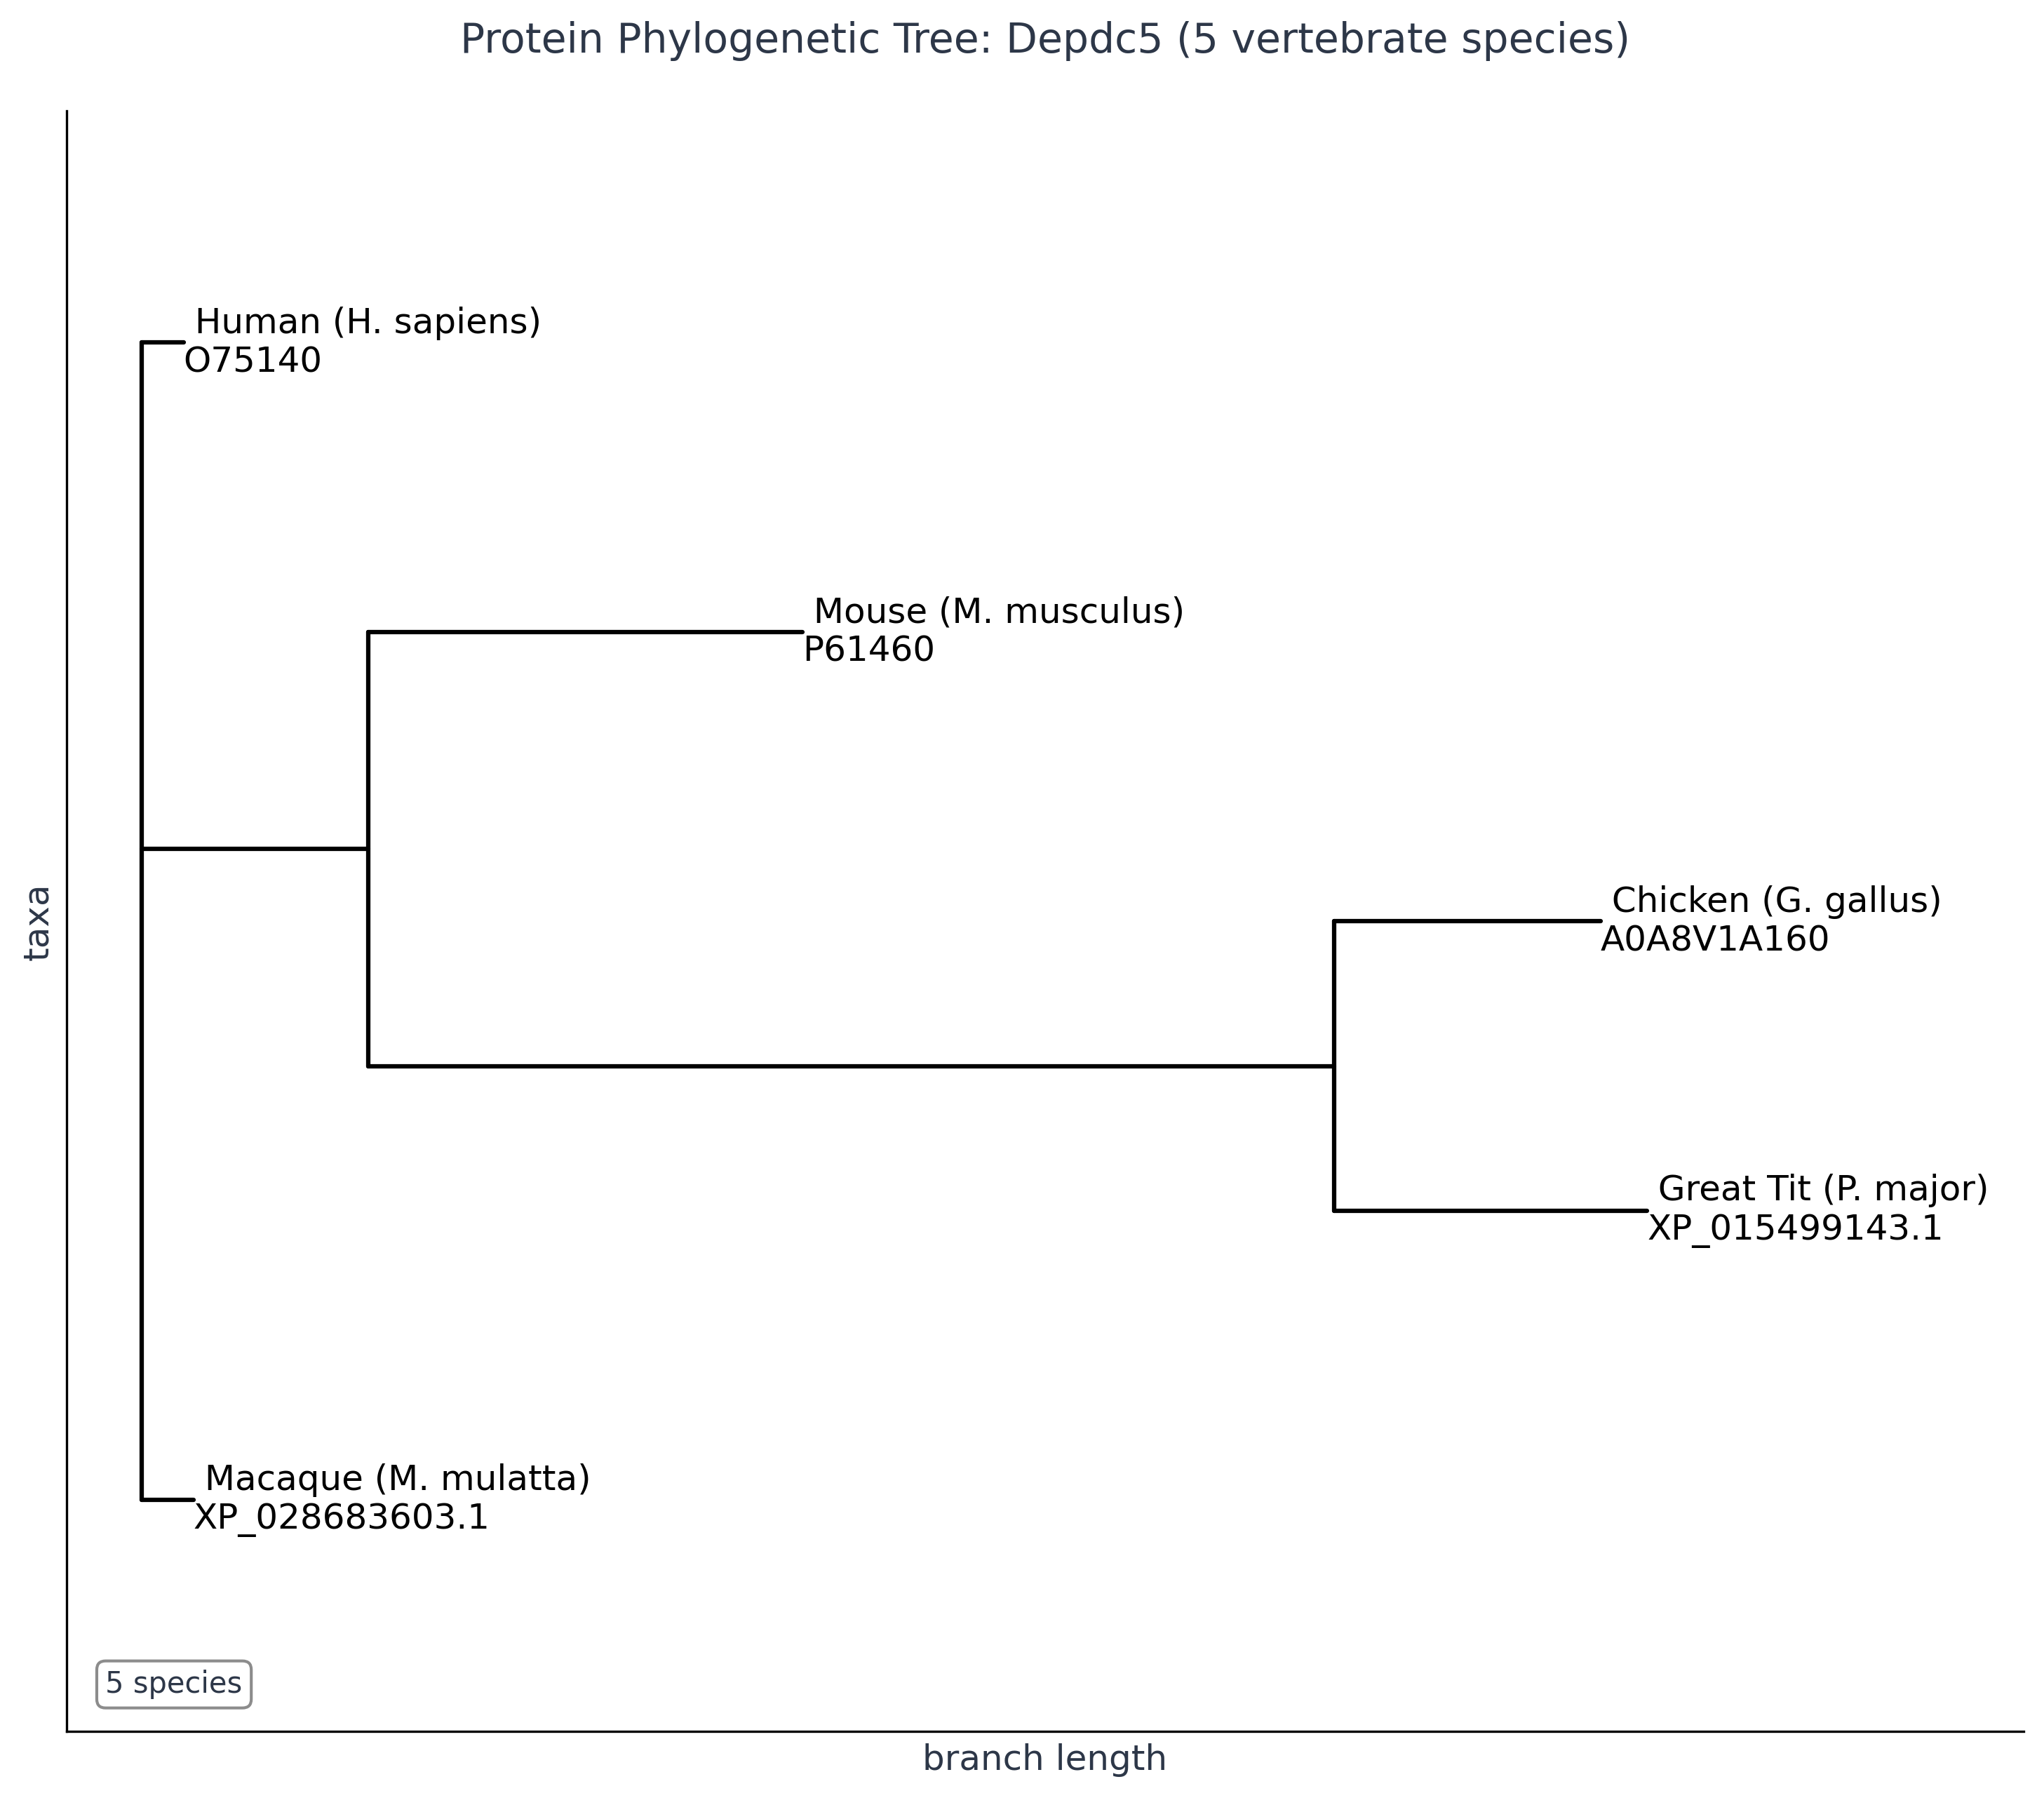 Protein Phylogenetic Tree: Depdc5 (5 vertebrate species)
Human (H. sapiens)
O75140
Mouse (M. musculus)
P61460
taxa
Chicken (G. gallus)
A0A8V1A160
Great Tit (P. major)
XP_015499143.1
Macaque (M. mulatta)
XP_028683603.1
5 species
branch length